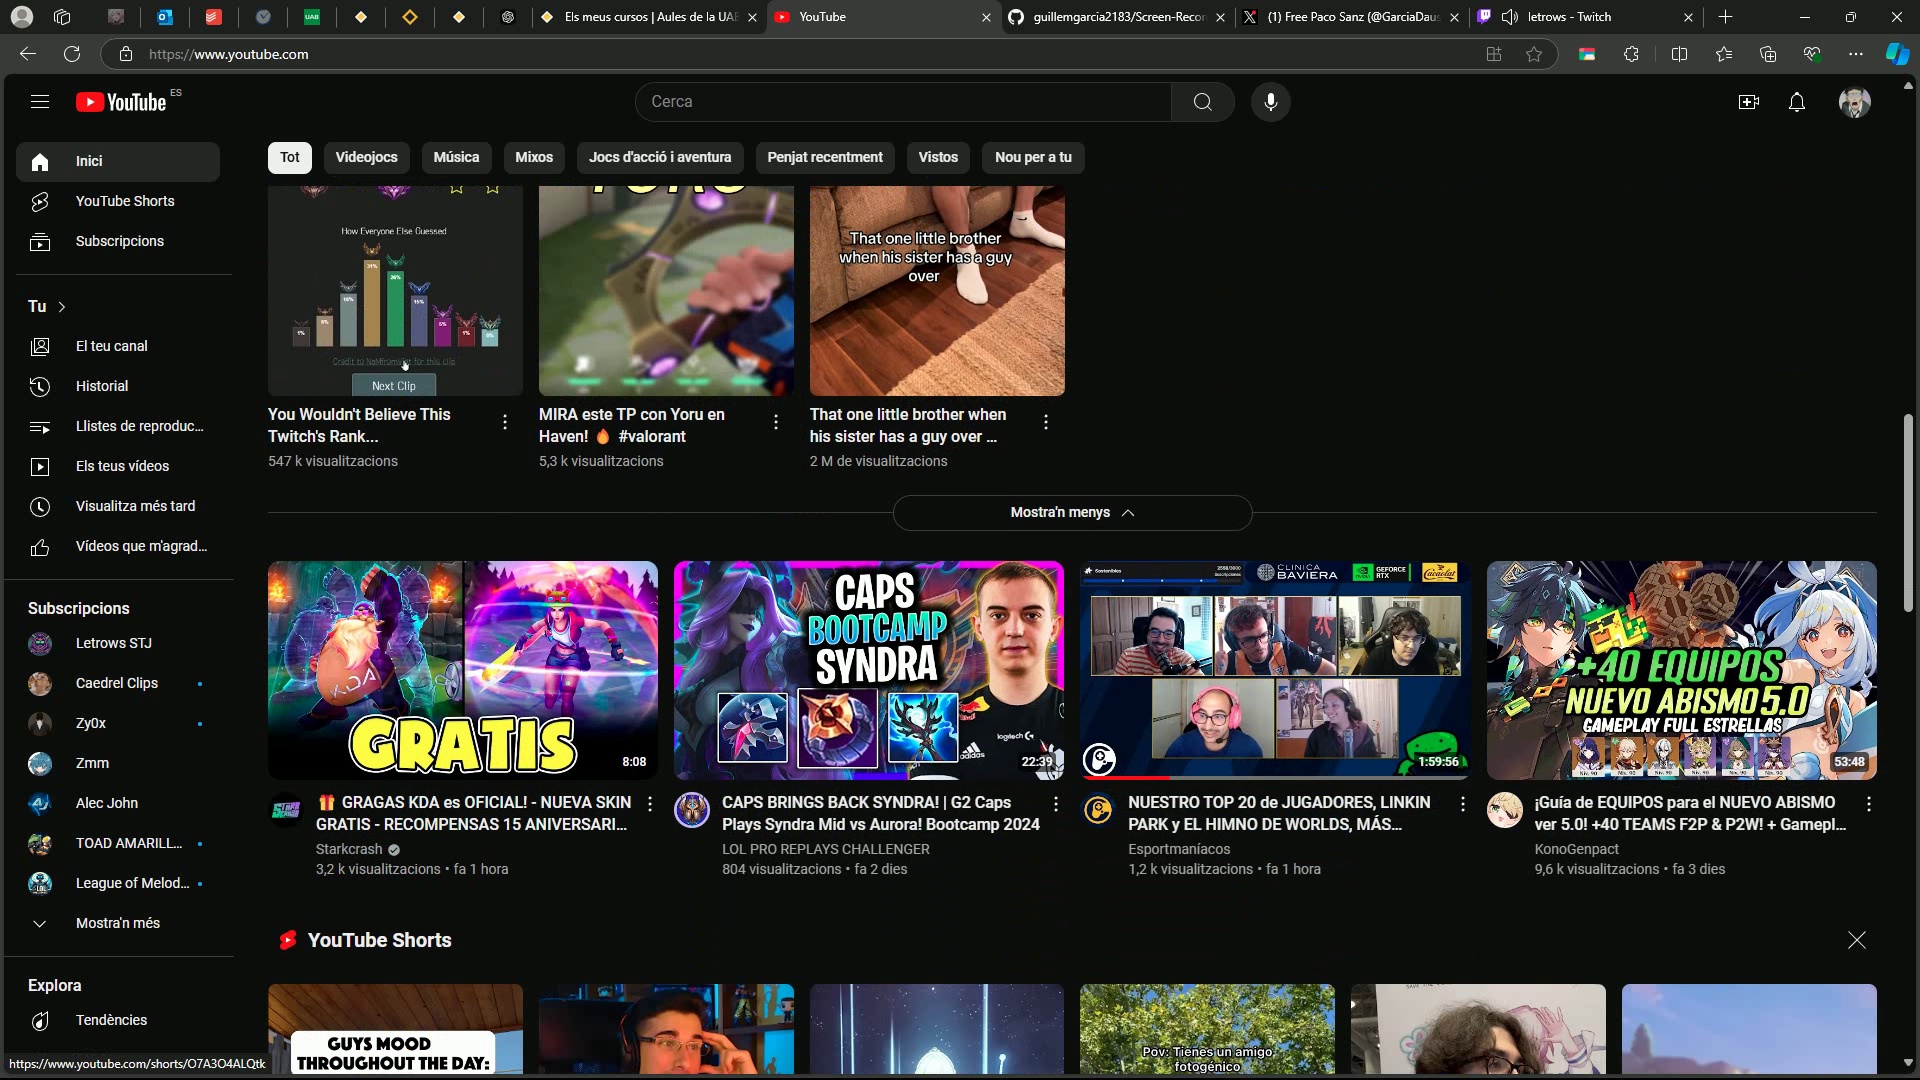 Els meus cursos | Aules de la UAB
YouTube
guillemgarcia2183/Screen-Recor
(1) Free Paco Sanz (@GarciaDaus
letrows - Twitch
https://www.youtube.com
YouTube ES
Cerca
Tot
Videojocs
Música
Mixos
Jocs d'acció i aventura
Penjat recentment
Vistos
Nou per a tu
Inici
YouTube Shorts
Subscripcions
Tu
El teu canal
Historial
Llistes de reproduc...
Els teus vídeos
Visualitza més tard
Vídeos que m'agrad...
Subscripcions
Letrows STJ
Caedrel Clips
Zy0x
Zmm
Alec John
TOAD AMARILL...
League of Melod...
Mostra'n més
Explora
Tendències
https://www.youtube.com/shorts/O7A3O4ALQtk
How Everyone Else Guessed
Next Clip
That one little brother
when his sister has a guy
over
You Wouldn't Believe This
Twitch's Rank...
547 k visualitzacions
MIRA este TP con Yoru en
Haven! 🔥 #valorant
5,3 k visualitzacions
That one little brother when
his sister has a guy over ...
2 M de visualitzacions
Mostra'n menys
GRATIS
8:08
CAPS
BOOTCAMP
SYNDRA
22:39
CLINICA
BAVIERA
GEFORCE
RTX
1:59:56
+40 EQUIPOS
NUEVO ABISMO 5.0
GAMEPLAY FULL ESTRELLAS
53:48
🎁 GRAGAS KDA es OFICIAL! - NUEVA SKIN
GRATIS - RECOMPENSAS 15 ANIVERSARI...
Starkcrash
3,2 k visualitzacions • fa 1 hora
CAPS BRINGS BACK SYNDRA! | G2 Caps
Plays Syndra Mid vs Aurora! Bootcamp 2024
LOL PRO REPLAYS CHALLENGER
804 visualitzacions • fa 2 dies
NUESTRO TOP 20 de JUGADORES, LINKIN
PARK y EL HIMNO DE WORLDS, MÁS...
Esportmaníacos
1,2 k visualitzacions • fa 1 hora
¡Guía de EQUIPOS para el NUEVO ABISMO
ver 5.0! +40 TEAMS F2P & P2W! + Gamepl...
KonoGenpact
9,6 k visualitzacions • fa 3 dies
YouTube Shorts
GUYS MOOD
THROUGHOUT THE DAY:
Pov: Tienes un amigo
fotogénico